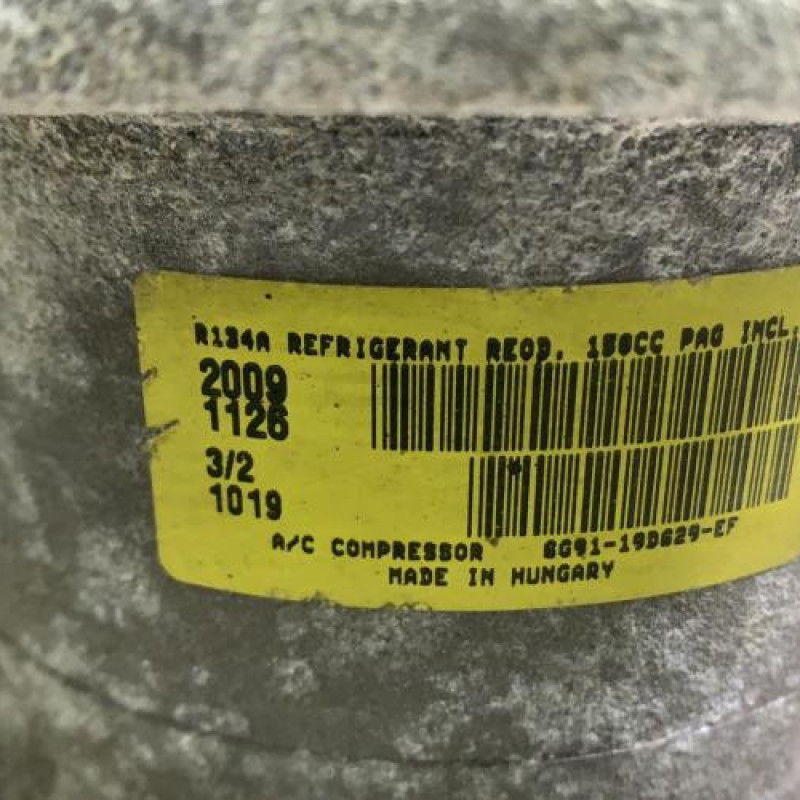 R134A REFRIGERANT REQD. 150CC PAG INCL.
2009
1126
3/2
1019
A/C COMPRESSOR 6G91-19D629-EF
MADE IN HUNGARY